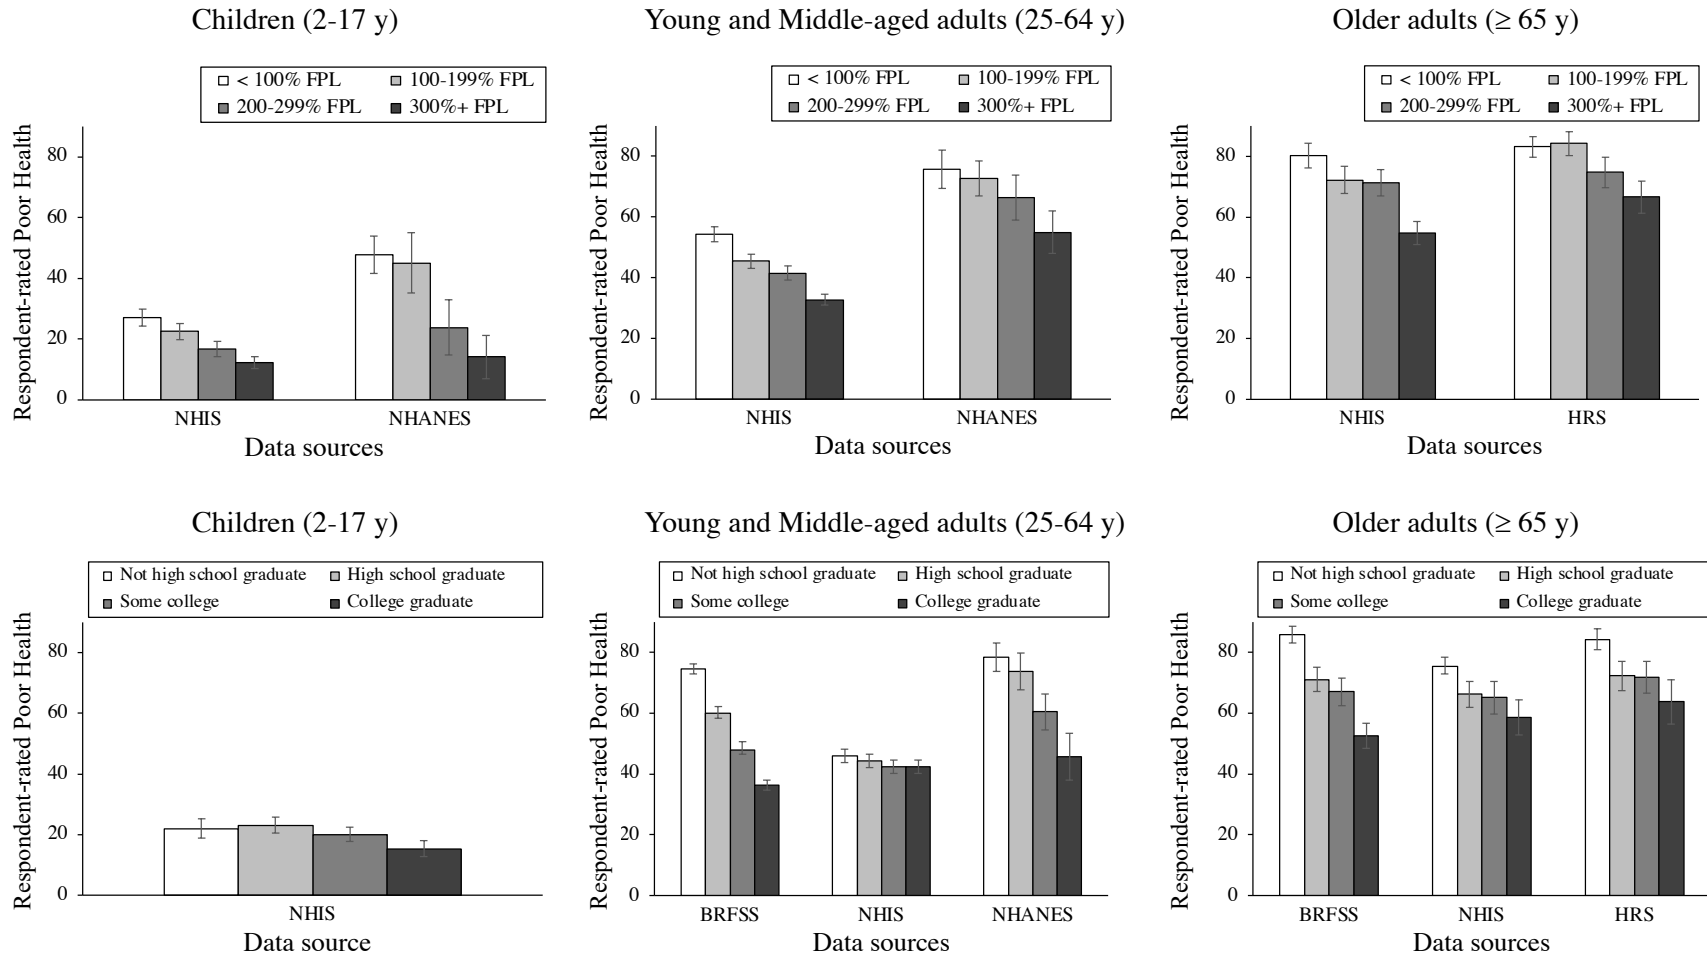 Children (2-17 y)
< 100% FPL 100-199% FPL
200-299% FPL 300%+ FPL
Respondent-rated Poor Health
80
60
40
20
0
NHIS NHANES
Data sources
Young and Middle-aged adults (25-64 y)
< 100% FPL 100-199% FPL
200-299% FPL 300%+ FPL
Respondent-rated Poor Health
80
60
40
20
0
NHIS NHANES
Data sources
Older adults (≥ 65 y)
< 100% FPL 100-199% FPL
200-299% FPL 300%+ FPL
Respondent-rated Poor Health
80
60
40
20
0
NHIS HRS
Data sources
Children (2-17 y)
Not high school graduate High school graduate
Some college College graduate
Respondent-rated Poor Health
80
60
40
20
0
NHIS
Data source
Young and Middle-aged adults (25-64 y)
Not high school graduate High school graduate
Some college College graduate
Respondent-rated Poor Health
80
60
40
20
0
BRFSS NHIS NHANES
Data sources
Older adults (≥ 65 y)
Not high school graduate High school graduate
Some college College graduate
Respondent-rated Poor Health
80
60
40
20
0
BRFSS NHIS HRS
Data sources